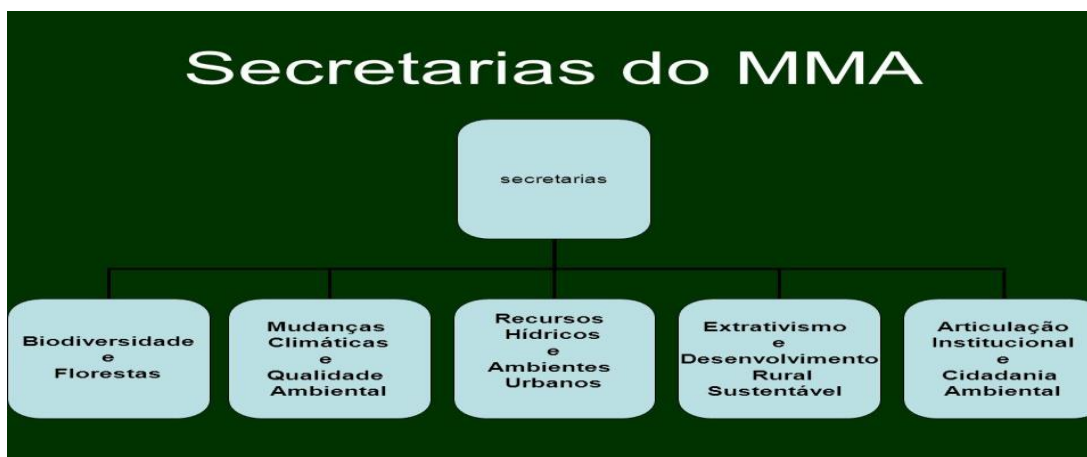 Secretarias do MMA
secretarias
Biodiversidade
e
Florestas
Mudanças
Climáticas
e
Qualidade
Ambiental
Recursos
Hídricos
e
Ambientes
Urbanos
Extrativismo
e
Desenvolvimento
Rural
Sustentável
Articulação
Institucional
e
Cidadania
Ambiental